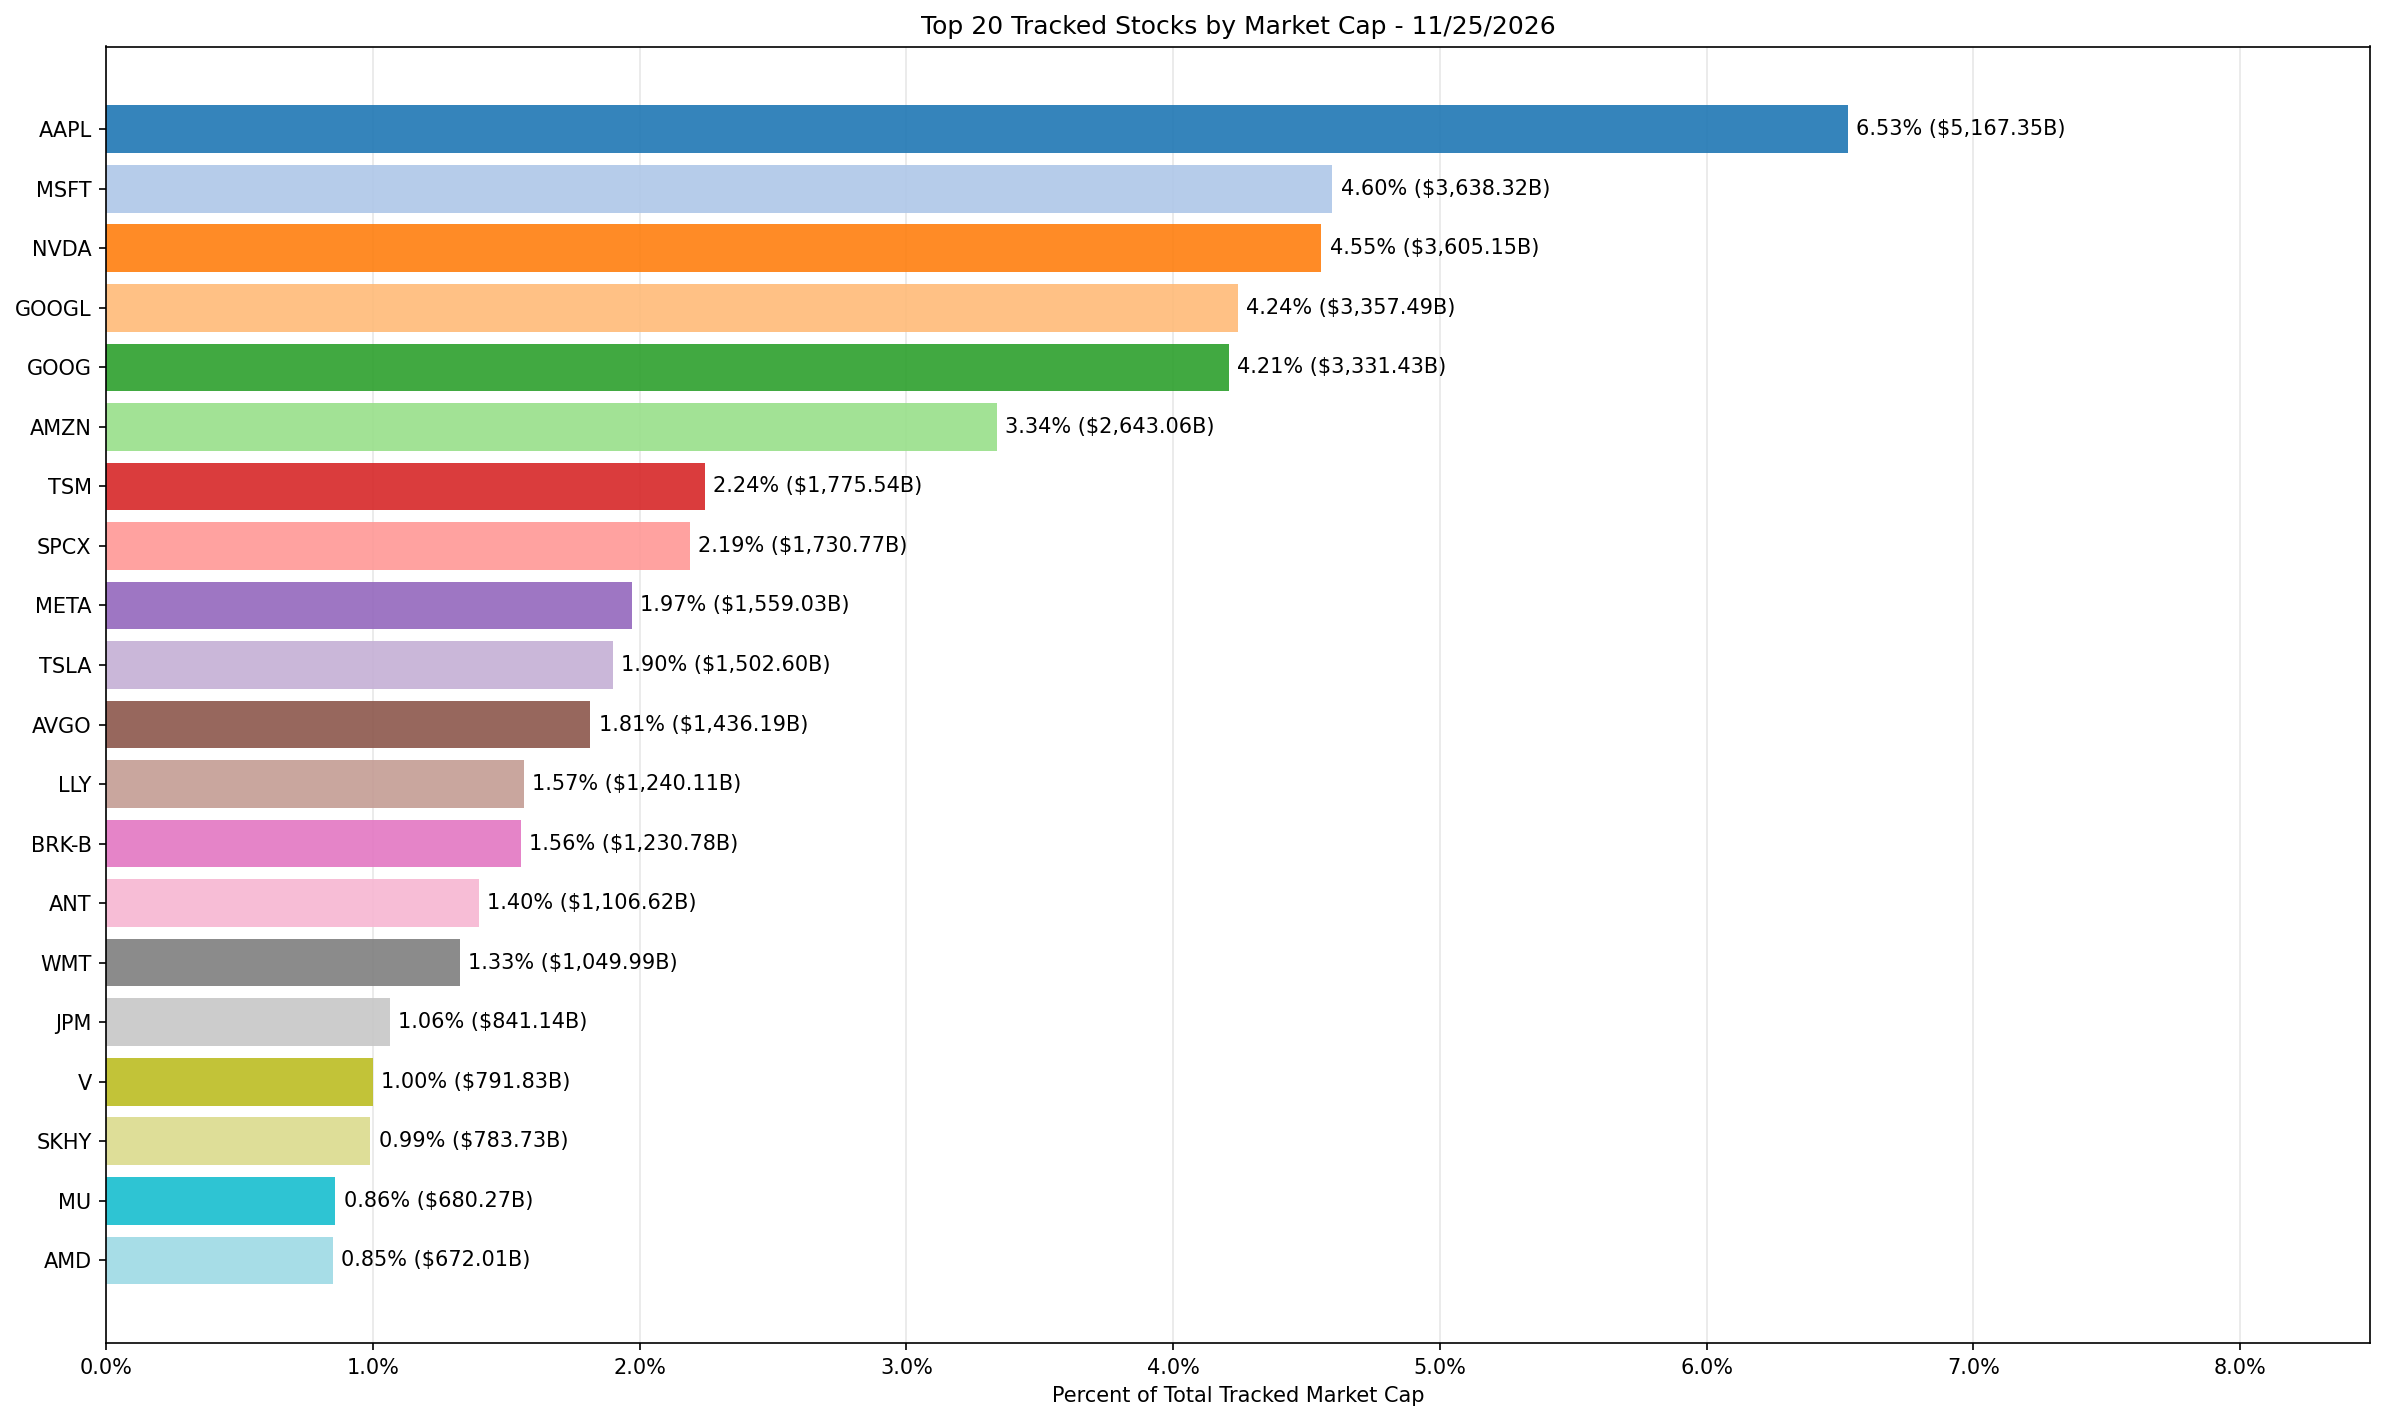 Top 20 Tracked Stocks by Market Cap - 11/25/2026
AAPL 6.53% ($5,167.35B)
MSFT 4.60% ($3,638.32B)
NVDA 4.55% ($3,605.15B)
GOOGL 4.24% ($3,357.49B)
GOOG 4.21% ($3,331.43B)
AMZN 3.34% ($2,643.06B)
TSM 2.24% ($1,775.54B)
SPCX 2.19% ($1,730.77B)
META 1.97% ($1,559.03B)
TSLA 1.90% ($1,502.60B)
AVGO 1.81% ($1,436.19B)
LLY 1.57% ($1,240.11B)
BRK-B 1.56% ($1,230.78B)
ANT 1.40% ($1,106.62B)
WMT 1.33% ($1,049.99B)
JPM 1.06% ($841.14B)
V 1.00% ($791.83B)
SKHY 0.99% ($783.73B)
MU 0.86% ($680.27B)
AMD 0.85% ($672.01B)
0.0% 1.0% 2.0% 3.0% 4.0% 5.0% 6.0% 7.0% 8.0%
Percent of Total Tracked Market Cap